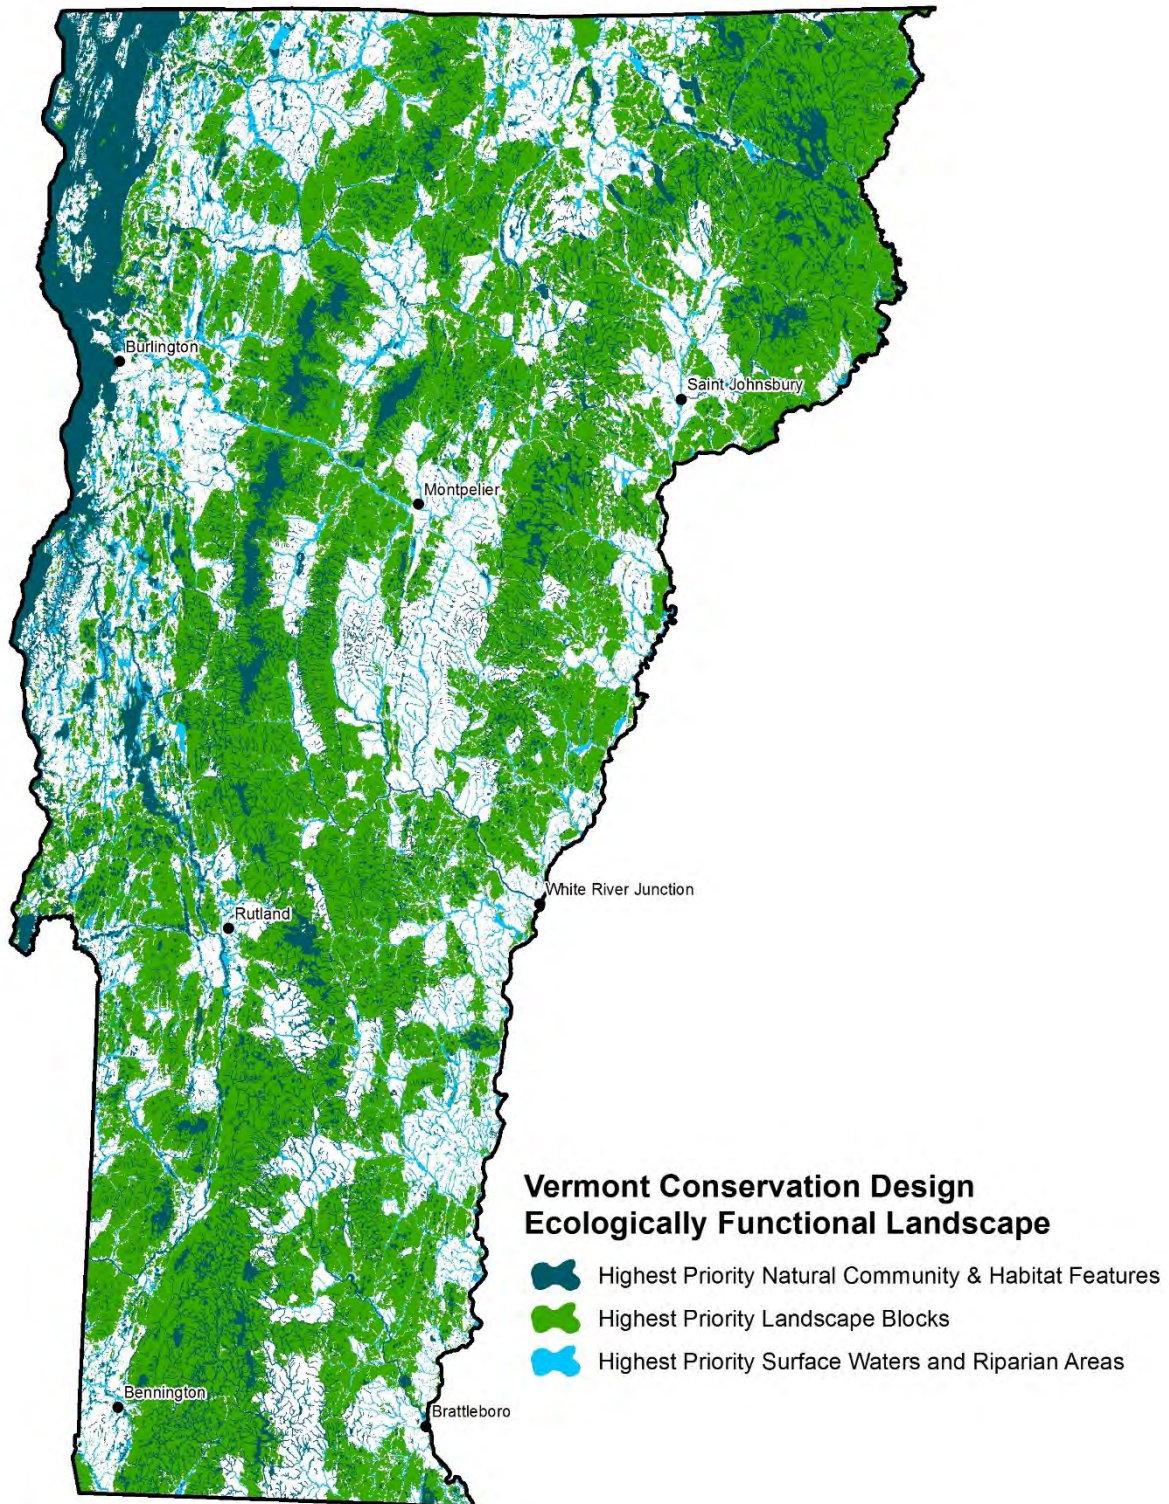 Burlington
Saint Johnsbury
Montpelier
White River Junction
Rutland
Vermont Conservation Design
Ecologically Functional Landscape
Highest Priority Natural Community & Habitat Features
Highest Priority Landscape Blocks
Highest Priority Surface Waters and Riparian Areas
Bennington
Brattleboro